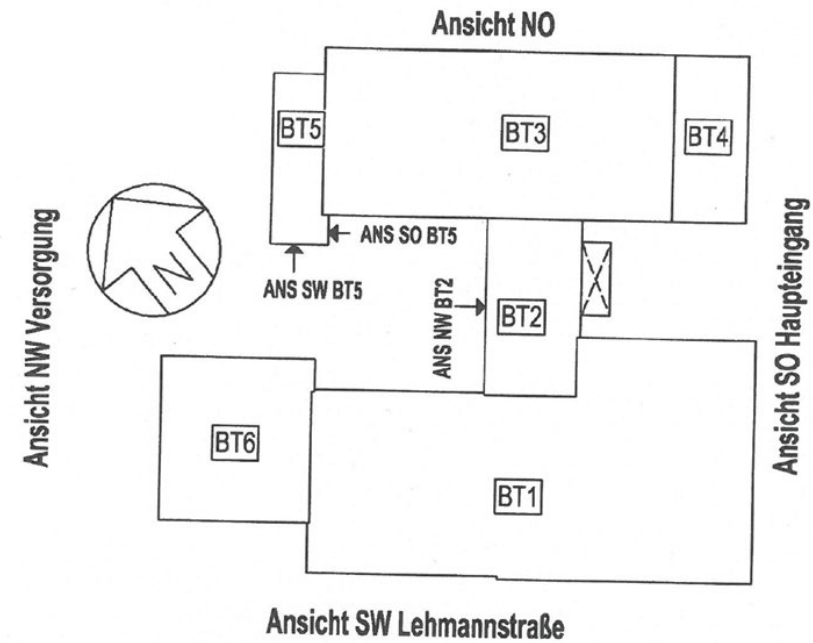 Ansicht NO
BT5
BT3
BT4
ANS SO BT5
ANS SW BT5
ANS NW BT2
BT2
N
Ansicht NW Versorgung
Ansicht SO Haupteingang
BT6
BT1
Ansicht SW Lehmannstraße